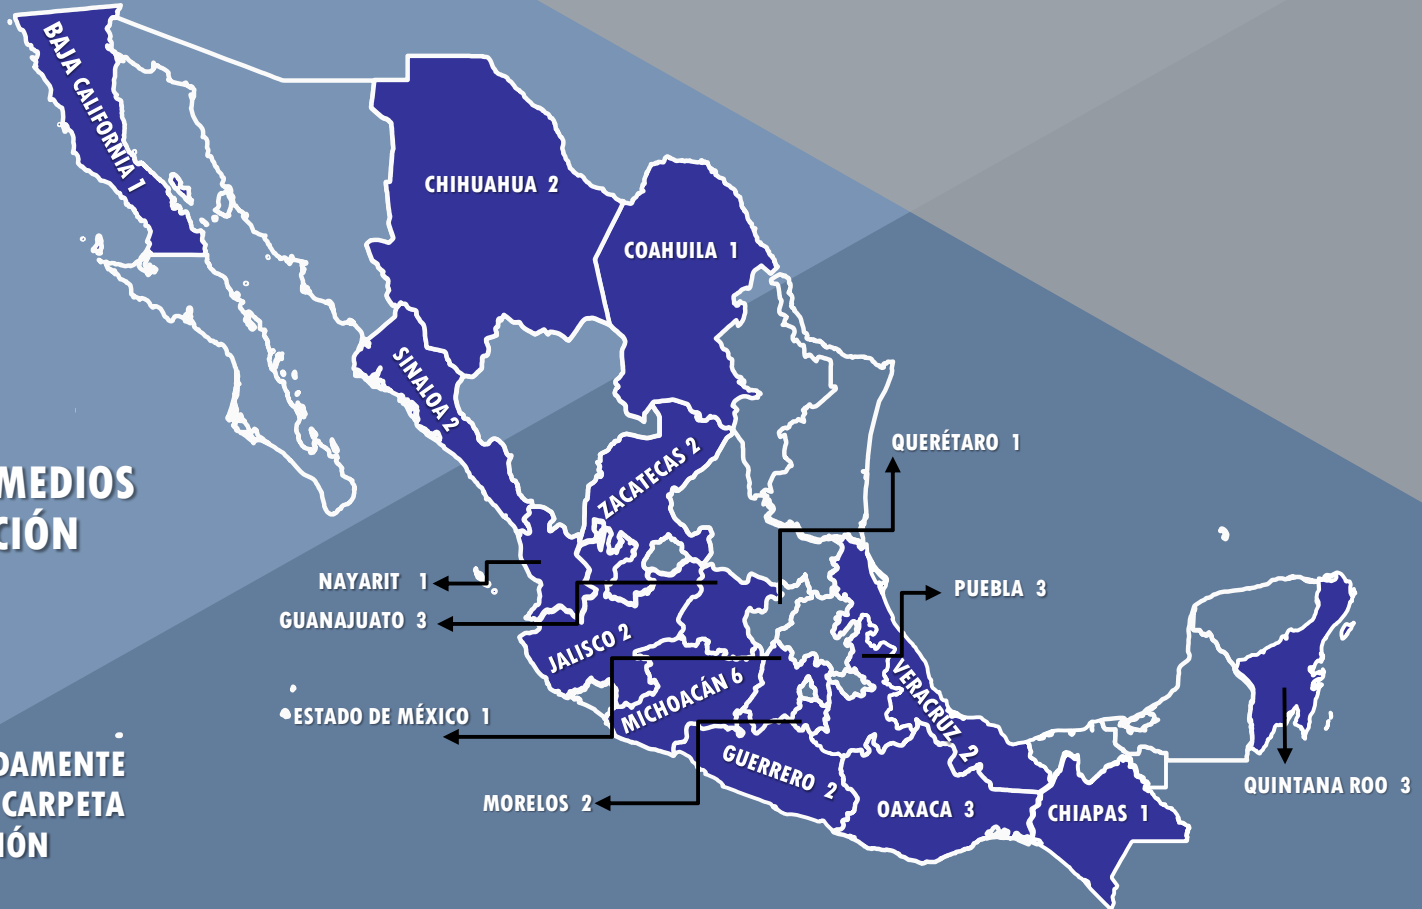 BAJA CALIFORNIA 1
CHIHUAHUA 2
COAHUILA 1
SINALOA 2
ZACATECAS 2
QUERÉTARO 1
MEDIOS
CIÓN
NAYARIT 1
PUEBLA 3
GUANAJUATO 3
JALISCO 2
MICHOACÁN 6
VERACRUZ 2
ESTADO DE MÉXICO 1
DAMENTE
CARPETA
IÓN
GUERRERO 2
MORELOS 2
OAXACA 3
CHIAPAS 1
QUINTANA ROO 3